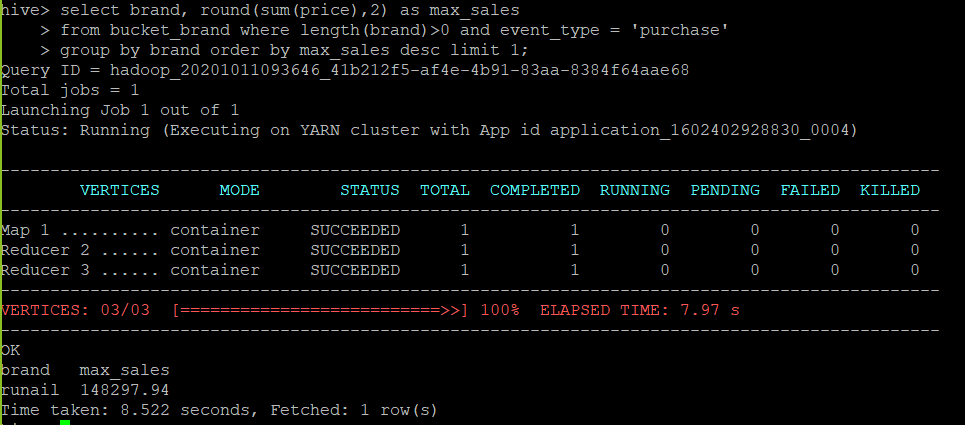 hive> select brand, round(sum(price),2) as max_sales
    > from bucket_brand where length(brand)>0 and event_type = 'purchase'
    > group by brand order by max_sales desc limit 1;
Query ID = hadoop_20201011093646_41b212f5-af4e-4b91-83aa-8384f64aae68
Total jobs = 1
Launching Job 1 out of 1
Status: Running (Executing on YARN cluster with App id application_1602402928830_0004)
----------------------------------------------------------------------------------------------
        VERTICES      MODE        STATUS  TOTAL  COMPLETED  RUNNING  PENDING  FAILED  KILLED
----------------------------------------------------------------------------------------------
Map 1 .......... container     SUCCEEDED      1          1        0        0       0       0
Reducer 2 ...... container     SUCCEEDED      1          1        0        0       0       0
Reducer 3 ...... container     SUCCEEDED      1          1        0        0       0       0
----------------------------------------------------------------------------------------------
VERTICES: 03/03  [==========================>>] 100%  ELAPSED TIME: 7.97 s
----------------------------------------------------------------------------------------------
OK
brand   max_sales
runail  148297.94
Time taken: 8.522 seconds, Fetched: 1 row(s)